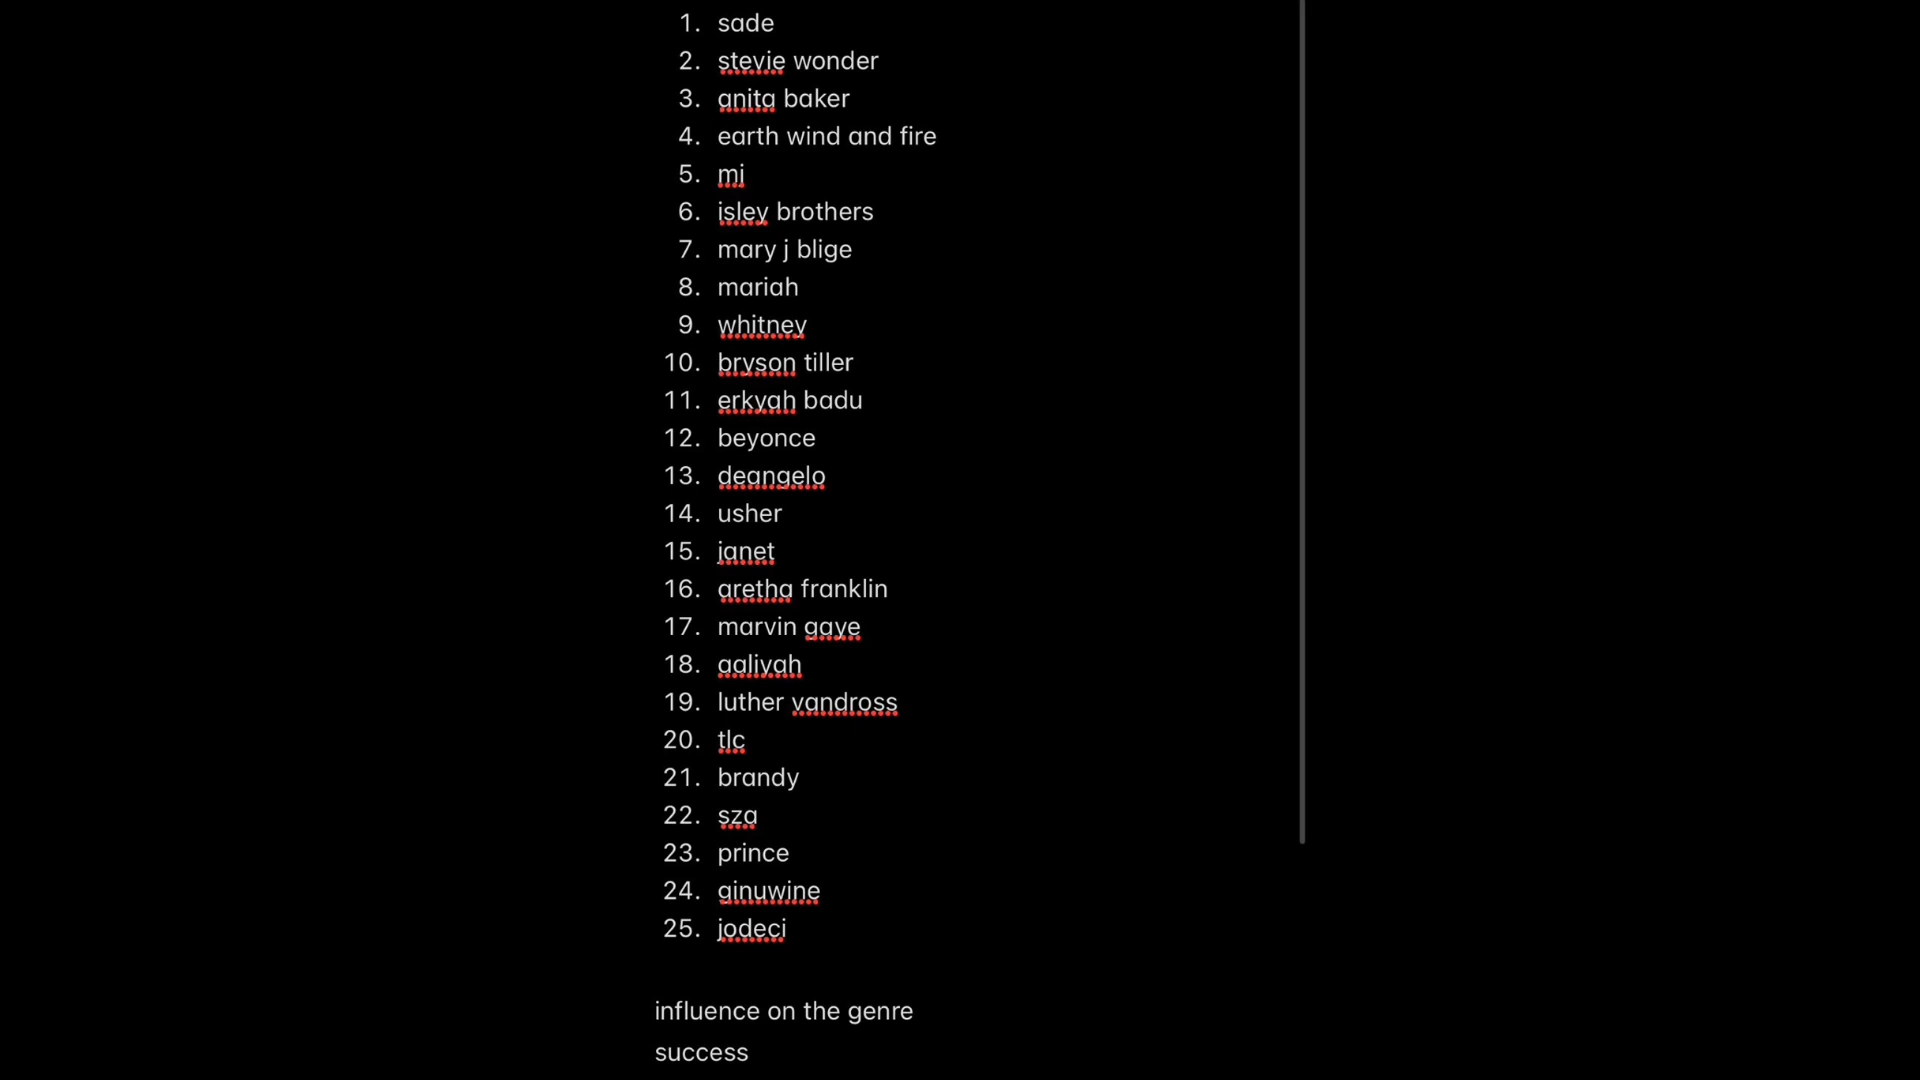 1. sade
2. stevie wonder
3. anita baker
4. earth wind and fire
5. mj
6. isley brothers
7. mary j blige
8. mariah
9. whitney
10. bryson tiller
11. erkyah badu
12. beyonce
13. deangelo
14. usher
15. janet
16. aretha franklin
17. marvin gaye
18. aaliyah
19. luther vandross
20. tlc
21. brandy
22. sza
23. prince
24. ginuwine
25. jodeci
influence on the genre
success